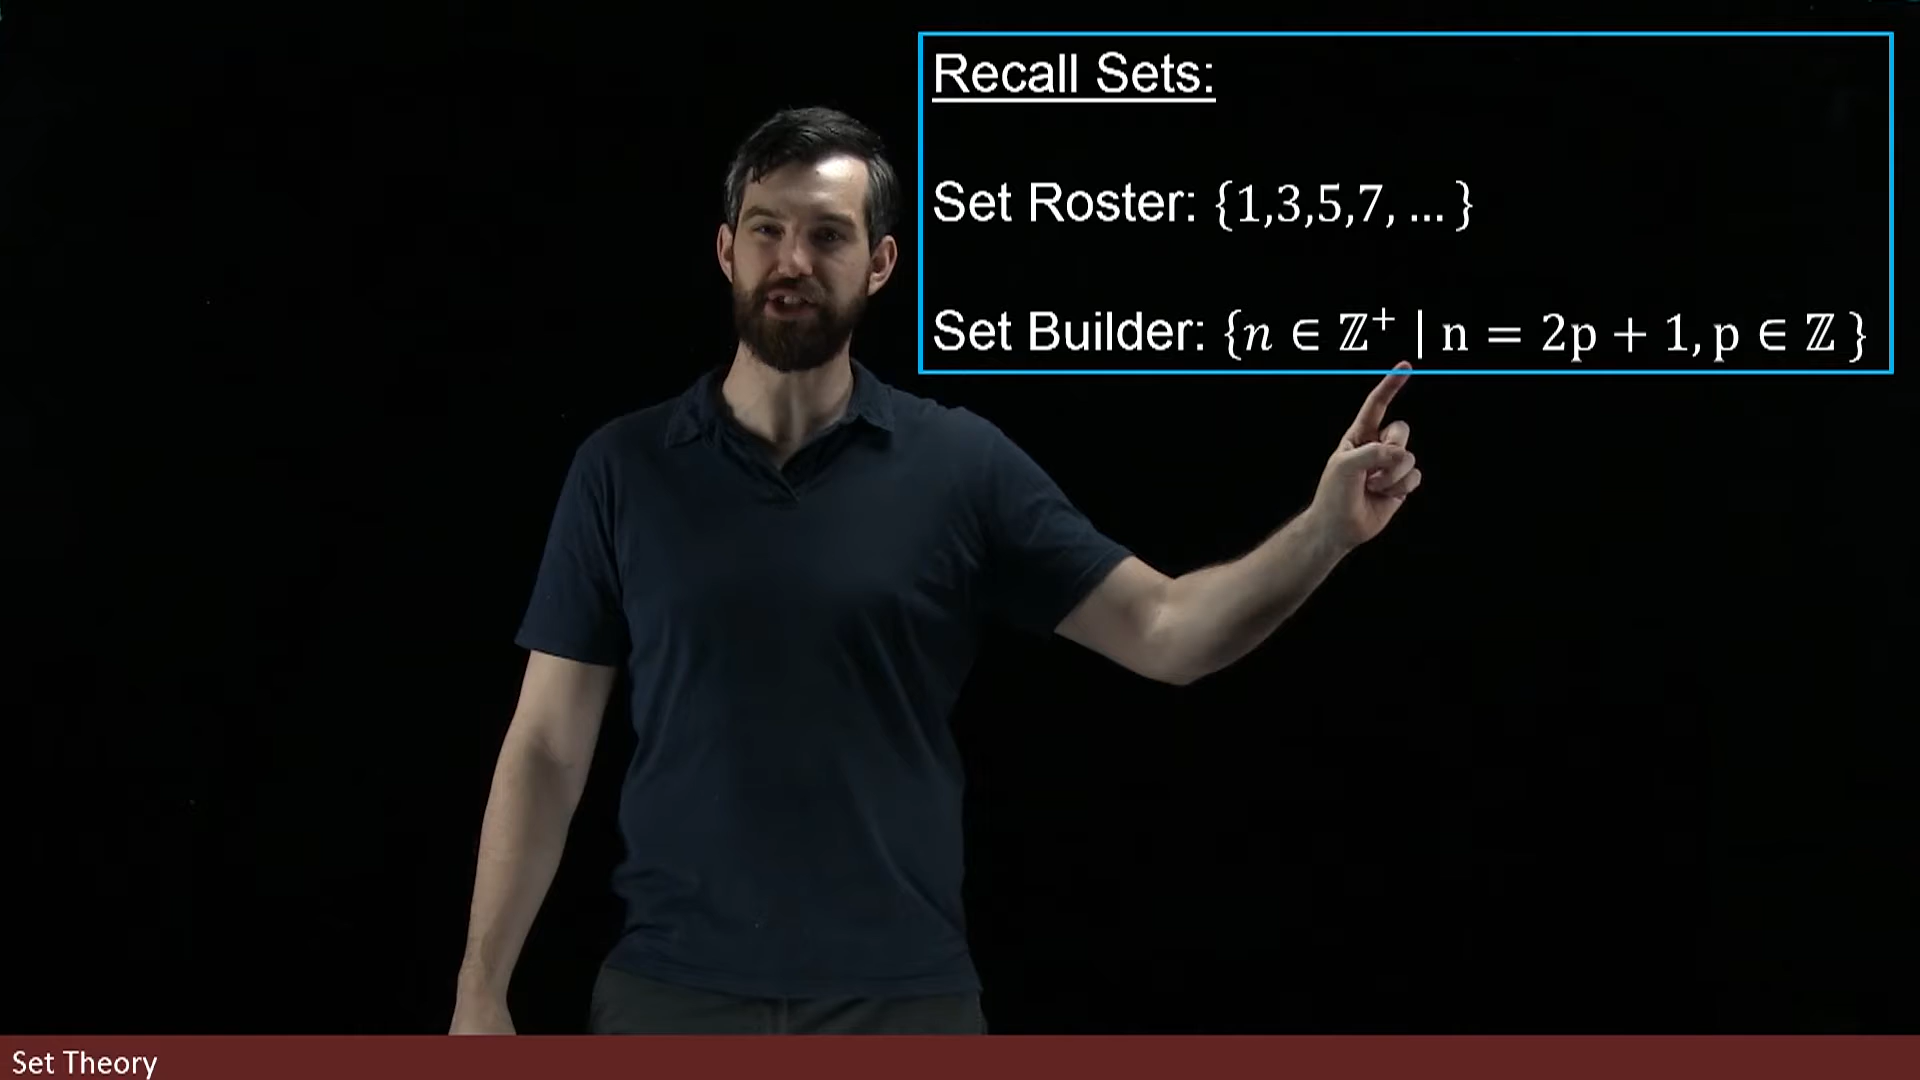 Recall Sets:
Set Roster: {1,3,5,7, … }
Set Builder: {𝑛 ∈ ℤ⁺ | n = 2p + 1, p ∈ ℤ }
Set Theory